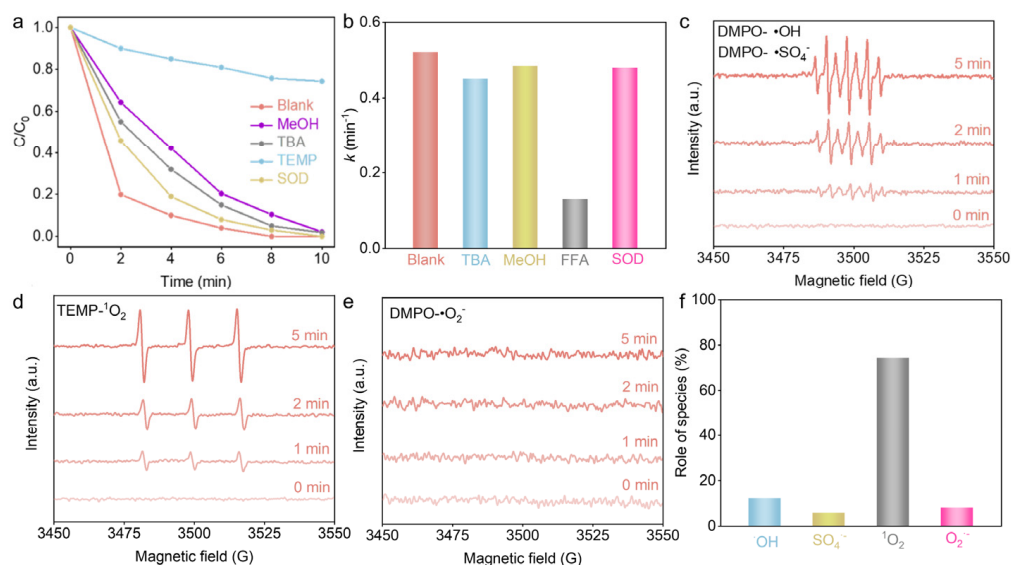 a
C/C0
1.0
0.8
0.6
0.4
0.2
0.0
Blank
MeOH
TBA
TEMP
SOD
0 2 4 6 8 10
Time (min)
b
k (min-1)
0.6
0.4
0.2
0.0
Blank TBA MeOH FFA SOD
c
DMPO- •OH
DMPO- •SO4-
Intensity (a.u.)
5 min
2 min
1 min
0 min
3450 3475 3500 3525 3550
Magnetic field (G)
d
TEMP-1O2
Intensity (a.u.)
5 min
2 min
1 min
0 min
3450 3475 3500 3525 3550
Magnetic field (G)
e
DMPO-•O2-
Intensity (a.u.)
5 min
2 min
1 min
0 min
3450 3475 3500 3525 3550
Magnetic field (G)
f
Role of species (%)
100
80
60
40
20
0
·OH SO4·- 1O2 O2·-